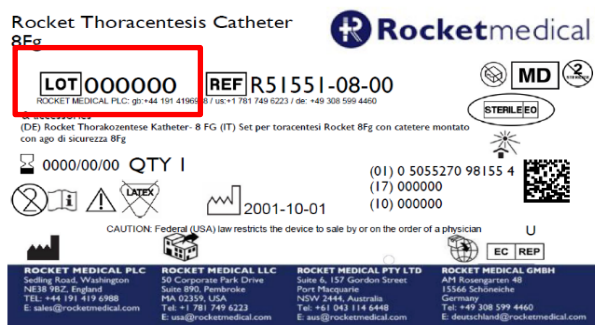 Rocket Thoracentesis Catheter
8Fg
Rocketmedical
LOT 000000
REF R51551-08-00
MD
2
ROCKET MEDICAL PLC: gb:+44 191 4196988 / us:+1 781 749 6223 / de: +49 308 599 4460
STERILE EO
(DE) Rocket Thorakozentese Katheter- 8 FG (IT) Set per toracentesi Rocket 8Fg con catetere montato
con ago di sicurezza 8Fg
0000/00/00 QTY 1
(01) 0 5055270 98155 4
(17) 000000
(10) 000000
2
LATEX
2001-10-01
CAUTION: Federal (USA) law restricts the device to sale by or on the order of a physician
U
EC REP
ROCKET MEDICAL PLC
Sedling Road, Washington
NE38 9BZ, England
TEL: +44 191 419 6988
E: sales@rocketmedical.com
ROCKET MEDICAL LLC
50 Corporate Park Drive
Suite 890, Pembroke
MA 02359, USA
Tel: +1 781 749 6223
E: usa@rocketmedical.com
ROCKET MEDICAL PTY LTD
Suite 6, 157 Gordon Street
Port Macquarie
NSW 2444, Australia
Tel: +61 043 114 6448
E: aus@rocketmedical.com
ROCKET MEDICAL GMBH
AM Rosengarten 48
15566 Schöneiche
Germany
Tel: +49 308 599 4460
E: deutschland@rocketmedical.com